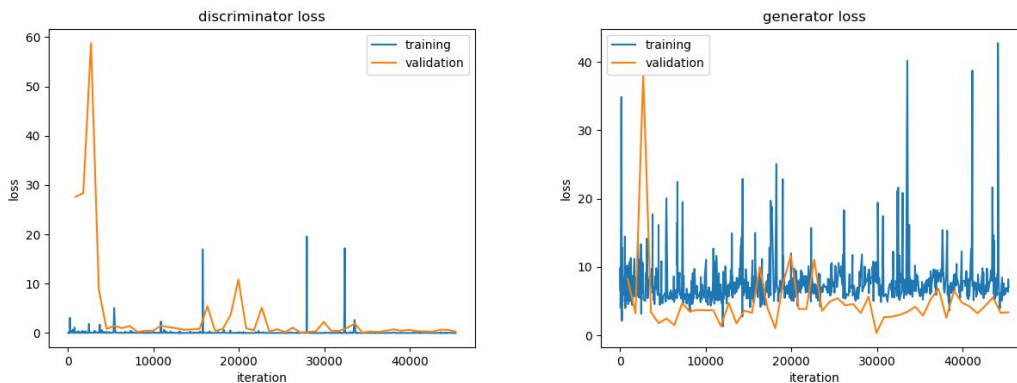 discriminator loss
60
50
40
30
20
10
0
loss
training
validation
0
10000
20000
30000
40000
iteration
generator loss
40
30
20
10
0
loss
training
validation
0
10000
20000
30000
40000
iteration